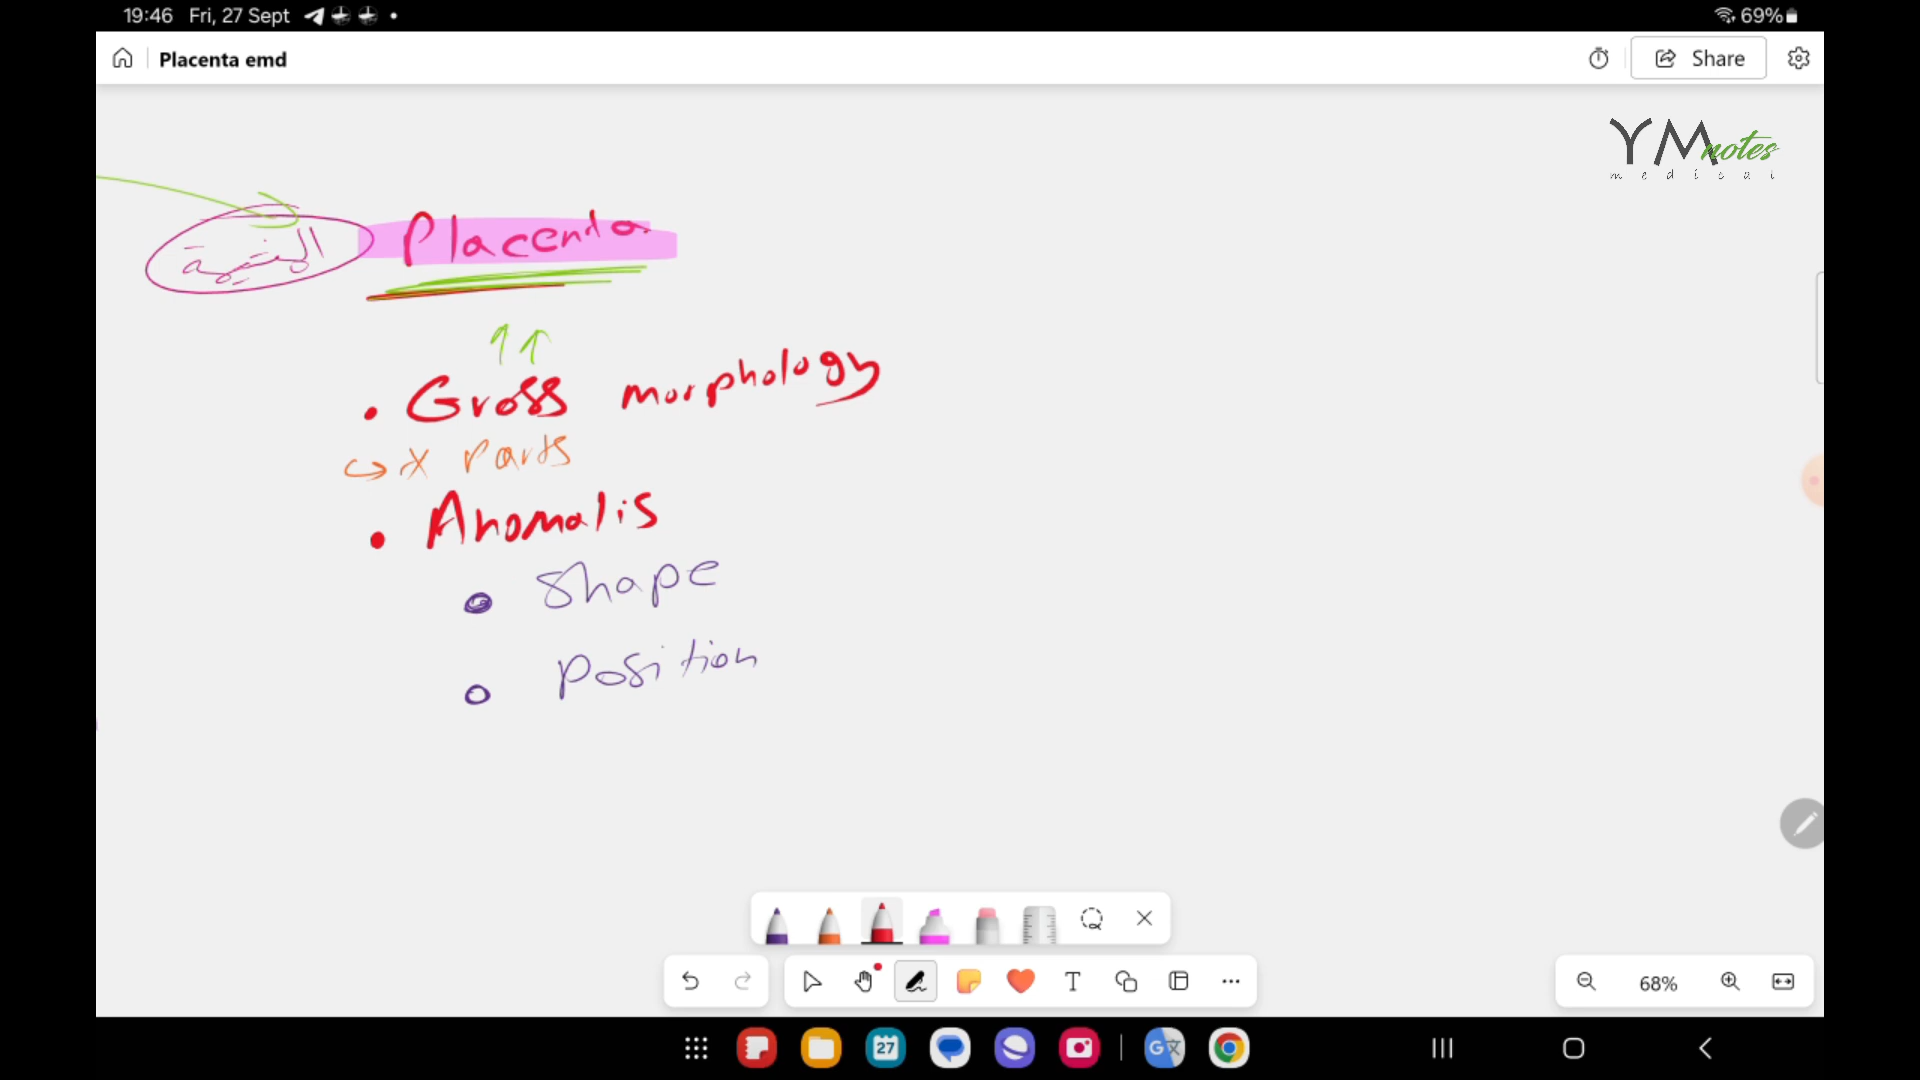 19:46 Fri, 27 Sept 69%
Placenta emd
Share
YM notes
medical
المشيمة Placenta
Gross morphology
x Parts
Anomalis
Shape
Position
68%
27